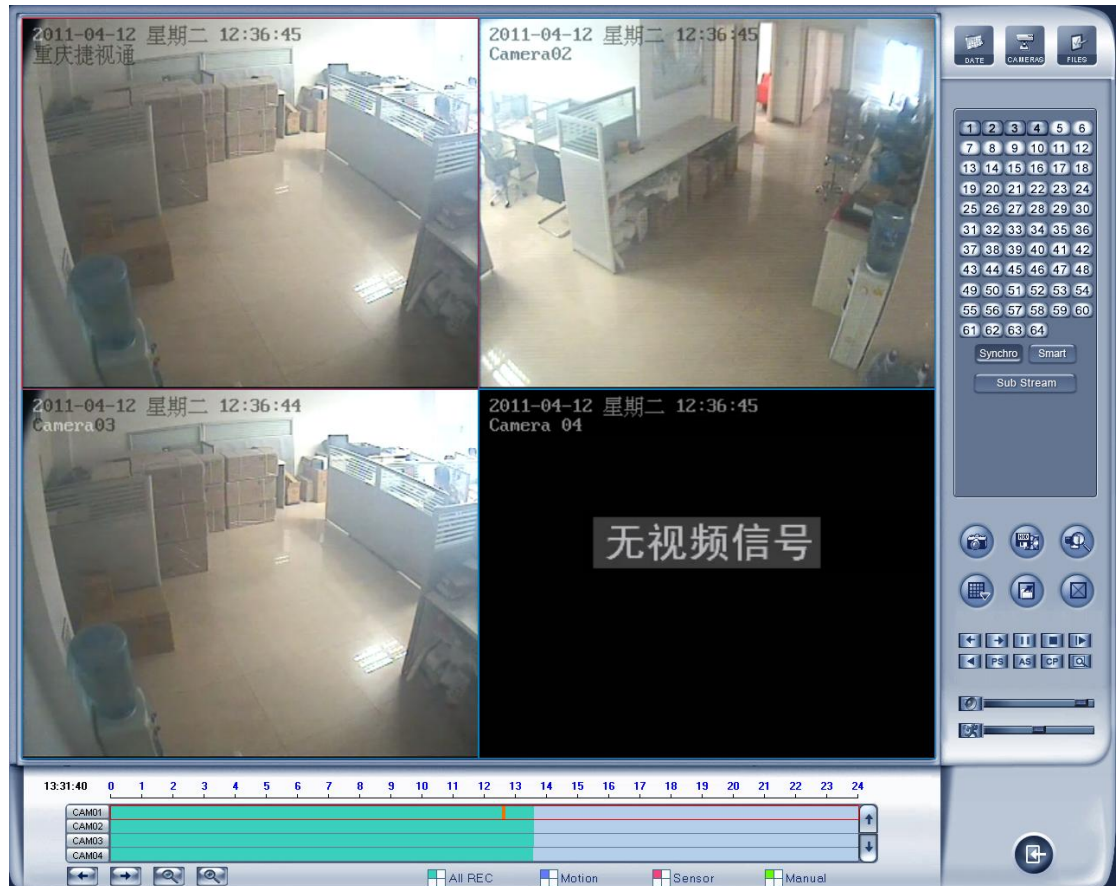 2011-04-12 星期二 12:36:45
重庆捷视通
2011-04-12 星期二 12:36:45
Camera02
2011-04-12 星期二 12:36:44
Camera03
2011-04-12 星期二 12:36:45
Camera 04
无视频信号
DATE CAMERAS FILES
1 2 3 4 5 6
7 8 9 10 11 12
13 14 15 16 17 18
19 20 21 22 23 24
25 26 27 28 29 30
31 32 33 34 35 36
37 38 39 40 41 42
43 44 45 46 47 48
49 50 51 52 53 54
55 56 57 58 59 60
61 62 63 64
Synchro Smart
Sub Stream
PS AS CP
13:31:40 0 1 2 3 4 5 6 7 8 9 10 11 12 13 14 15 16 17 18 19 20 21 22 23 24
CAM01
CAM02
CAM03
CAM04
All REC Motion Sensor Manual